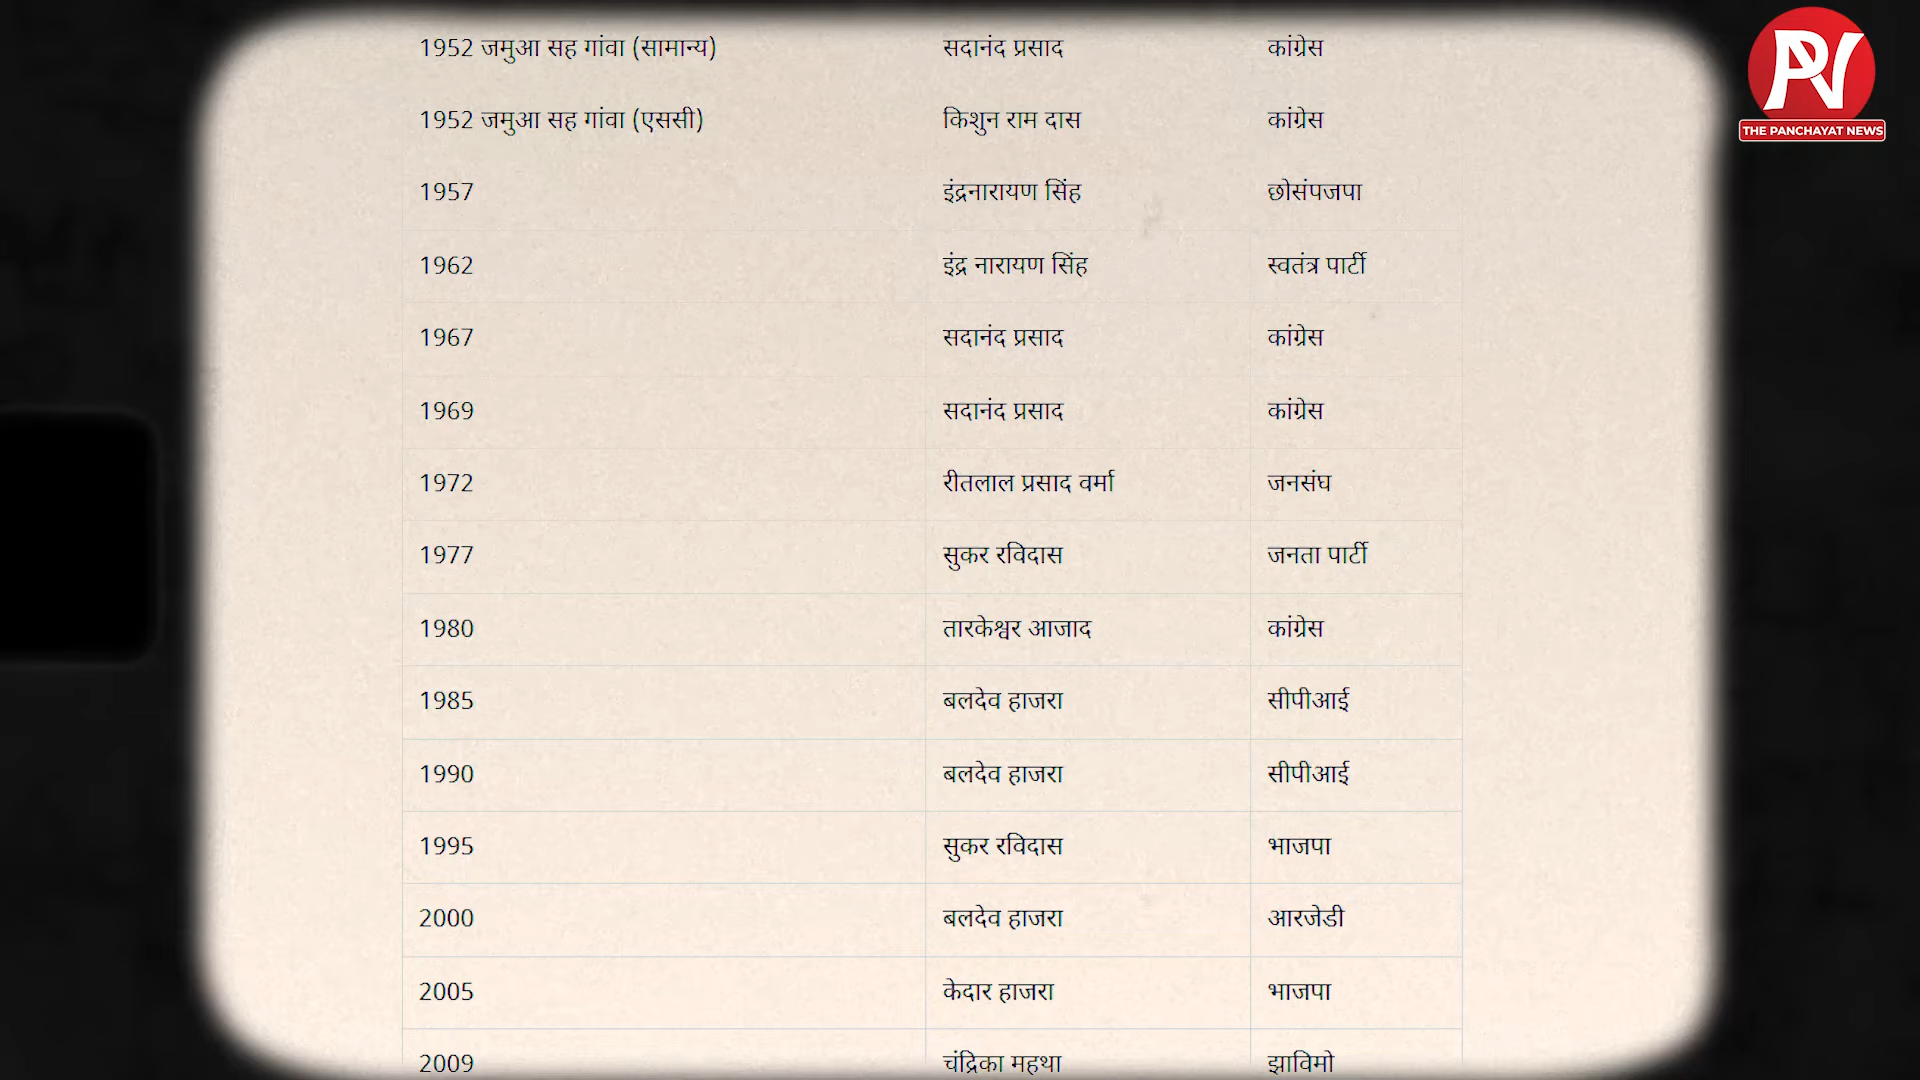 1952 जमुआ सह गांवा (सामान्य) सदानंद प्रसाद कांग्रेस
1952 जमुआ सह गांवा (एससी) किशुन राम दास कांग्रेस
1957 इंद्रनारायण सिंह छोसंपजपा
1962 इंद्र नारायण सिंह स्वतंत्र पार्टी
1967 सदानंद प्रसाद कांग्रेस
1969 सदानंद प्रसाद कांग्रेस
1972 रीतलाल प्रसाद वर्मा जनसंघ
1977 सुकर रविदास जनता पार्टी
1980 तारकेश्वर आजाद कांग्रेस
1985 बलदेव हाजरा सीपीआई
1990 बलदेव हाजरा सीपीआई
1995 सुकर रविदास भाजपा
2000 बलदेव हाजरा आरजेडी
2005 केदार हाजरा भाजपा
2009 चंद्रिका महथा झाविमो
PN
THE PANCHAYAT NEWS